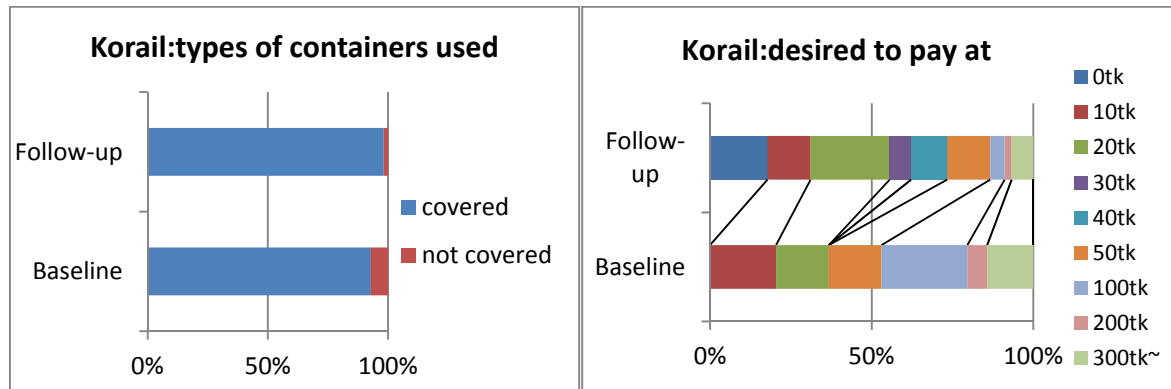 Korail:types of containers used
Follow-up
Baseline
0%
50%
100%
covered
not covered
Korail:desired to pay at
Follow-
up
Baseline
0%
50%
100%
0tk
10tk
20tk
30tk
40tk
50tk
100tk
200tk
300tk~